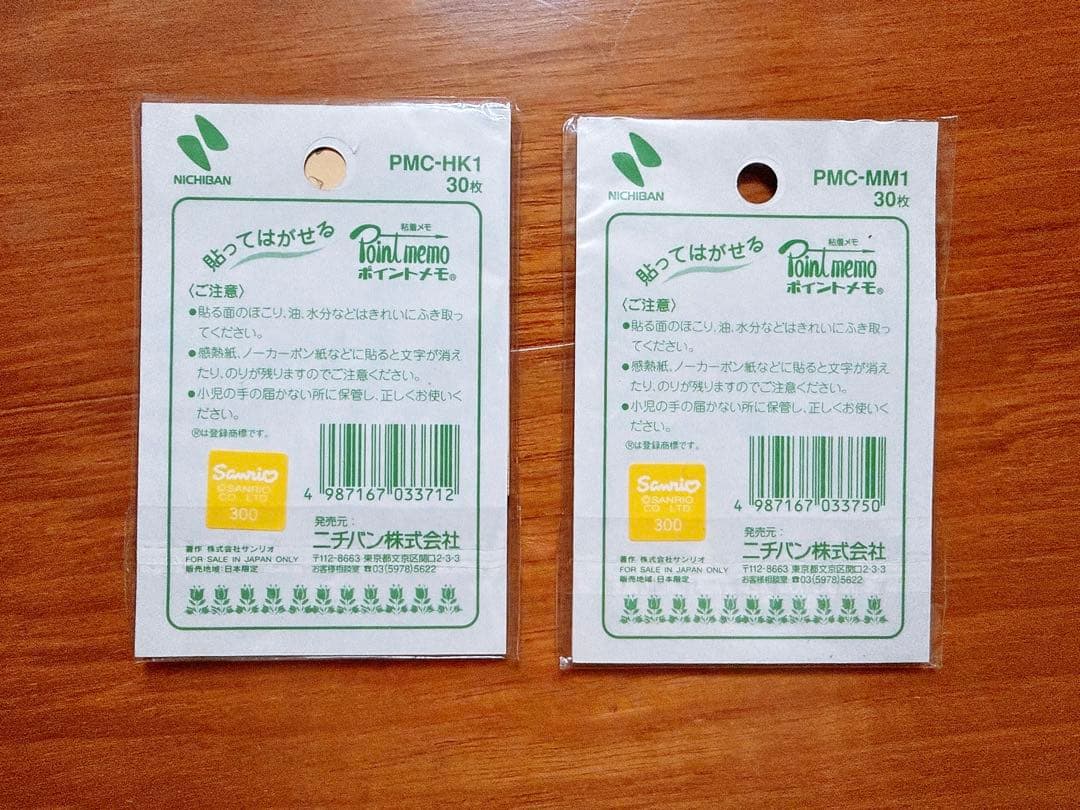 NICHIBAN
PMC-HK1
30枚
貼ってはがせる
粘着メモ
Point memo
ポイントメモ®
〈ご注意〉
●貼る面のほこり、油、水分などはきれいにふき取っ
てください。
●感熱紙、ノーカーボン紙などに貼ると文字が消え
たり、のりが残りますのでご注意ください。
●小児の手の届かない所に保管し、正しくお使いく
ださい。
®は登録商標です。
Sanrio
©SANRIO
CO. LTD
300
4 987167 033712
発売元：
ニチバン株式会社
〒112-8663 東京都文京区関口2-3-3
お客様相談室 ☎03(5978)5622
著作 株式会社サンリオ
FOR SALE IN JAPAN ONLY
販売地域：日本限定
NICHIBAN
PMC-MM1
30枚
貼ってはがせる
粘着メモ
Point memo
ポイントメモ®
〈ご注意〉
●貼る面のほこり、油、水分などはきれいにふき取っ
てください。
●感熱紙、ノーカーボン紙などに貼ると文字が消え
たり、のりが残りますのでご注意ください。
●小児の手の届かない所に保管し、正しくお使いく
ださい。
®は登録商標です。
Sanrio
©SANRIO
CO. LTD
300
4 987167 033750
発売元：
ニチバン株式会社
〒112-8663 東京都文京区関口2-3-3
お客様相談室 ☎03(5978)5622
著作 株式会社サンリオ
FOR SALE IN JAPAN ONLY
販売地域：日本限定